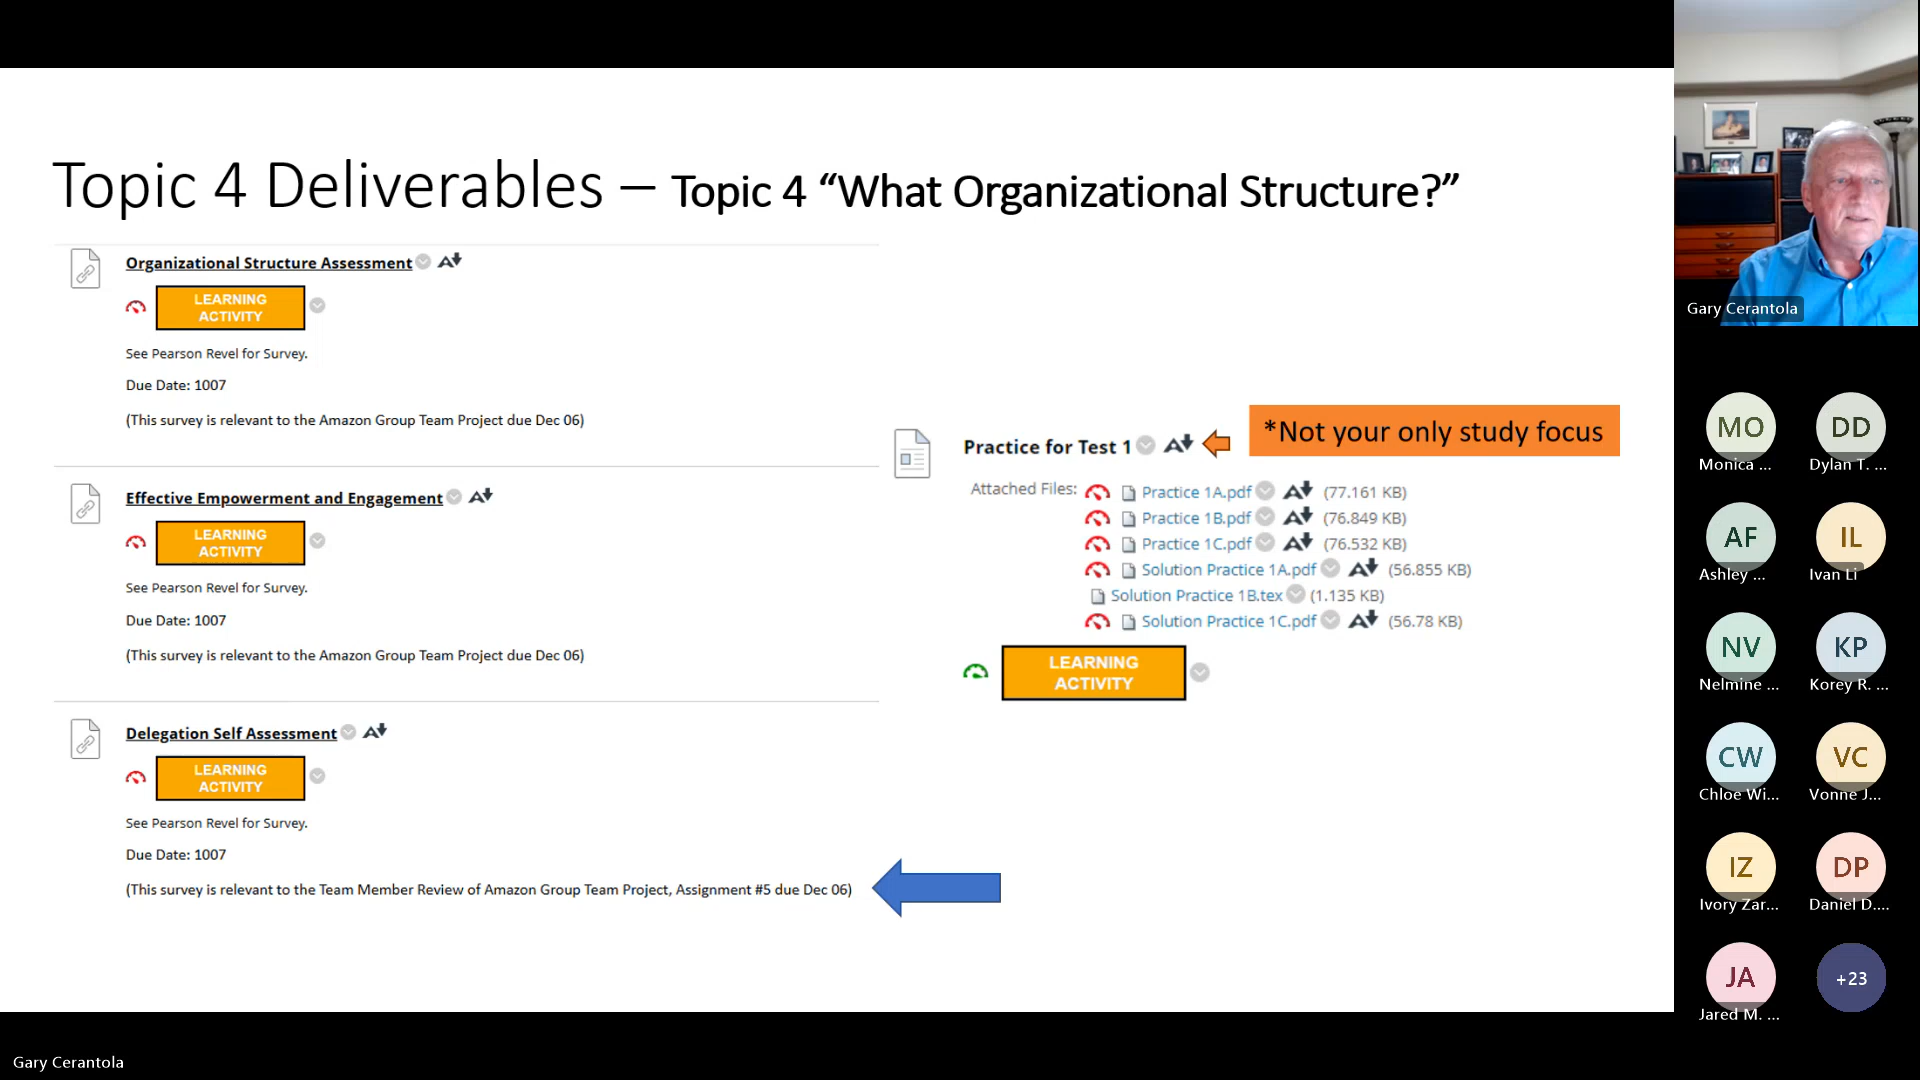 Topic 4 Deliverables – Topic 4 “What Organizational Structure?”
Organizational Structure Assessment
LEARNING
ACTIVITY
See Pearson Revel for Survey.
Due Date: 1007
(This survey is relevant to the Amazon Group Team Project due Dec 06)
Effective Empowerment and Engagement
LEARNING
ACTIVITY
See Pearson Revel for Survey.
Due Date: 1007
(This survey is relevant to the Amazon Group Team Project due Dec 06)
Delegation Self Assessment
LEARNING
ACTIVITY
See Pearson Revel for Survey.
Due Date: 1007
(This survey is relevant to the Team Member Review of Amazon Group Team Project, Assignment #5 due Dec 06)
*Not your only study focus
Practice for Test 1
Attached Files:
Practice 1A.pdf (77.161 KB)
Practice 1B.pdf (76.849 KB)
Practice 1C.pdf (76.532 KB)
Solution Practice 1A.pdf (56.855 KB)
Solution Practice 1B.tex (1.135 KB)
Solution Practice 1C.pdf (56.78 KB)
LEARNING
ACTIVITY
Gary Cerantola
MO
Monica ...
DD
Dylan T. ...
AF
Ashley ...
IL
Ivan Li
NV
Nelmine ...
KP
Korey R. ...
CW
Chloe Wi...
VC
Vonne J...
IZ
Ivory Zar...
DP
Daniel D....
JA
Jared M. ...
+23
Gary Cerantola